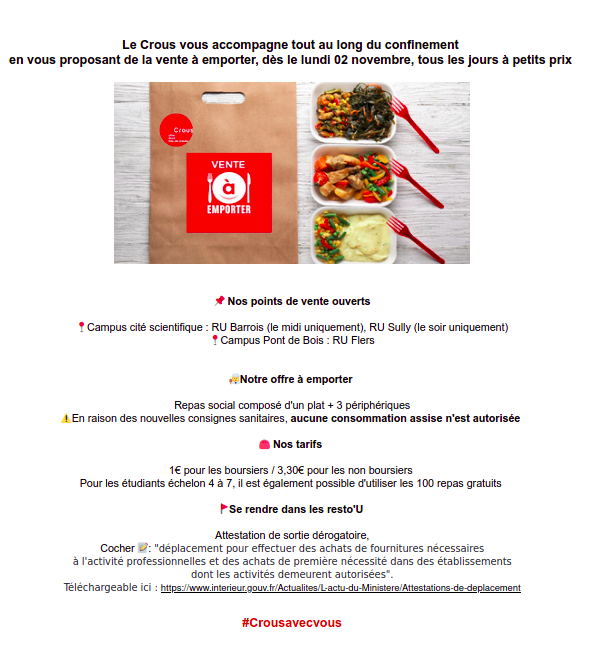 Le Crous vous accompagne tout au long du confinement
en vous proposant de la vente à emporter, dès le lundi 02 novembre, tous les jours à petits prix
Crous
VENTE
à
EMPORTER
📌 Nos points de vente ouverts
📍Campus cité scientifique : RU Barrois (le midi uniquement), RU Sully (le soir uniquement)
📍Campus Pont de Bois : RU Flers
🚚Notre offre à emporter
Repas social composé d'un plat + 3 périphériques
⚠️En raison des nouvelles consignes sanitaires, aucune consommation assise n'est autorisée
👛 Nos tarifs
1€ pour les boursiers / 3,30€ pour les non boursiers
Pour les étudiants échelon 4 à 7, il est également possible d'utiliser les 100 repas gratuits
🚩Se rendre dans les resto'U
Attestation de sortie dérogatoire,
Cocher 📝: "déplacement pour effectuer des achats de fournitures nécessaires
à l'activité professionnelles et des achats de première nécessité dans des établissements
dont les activités demeurent autorisées".
Téléchargeable ici : https://www.interieur.gouv.fr/Actualites/L-actu-du-Ministere/Attestations-de-deplacement
#Crousavecvous